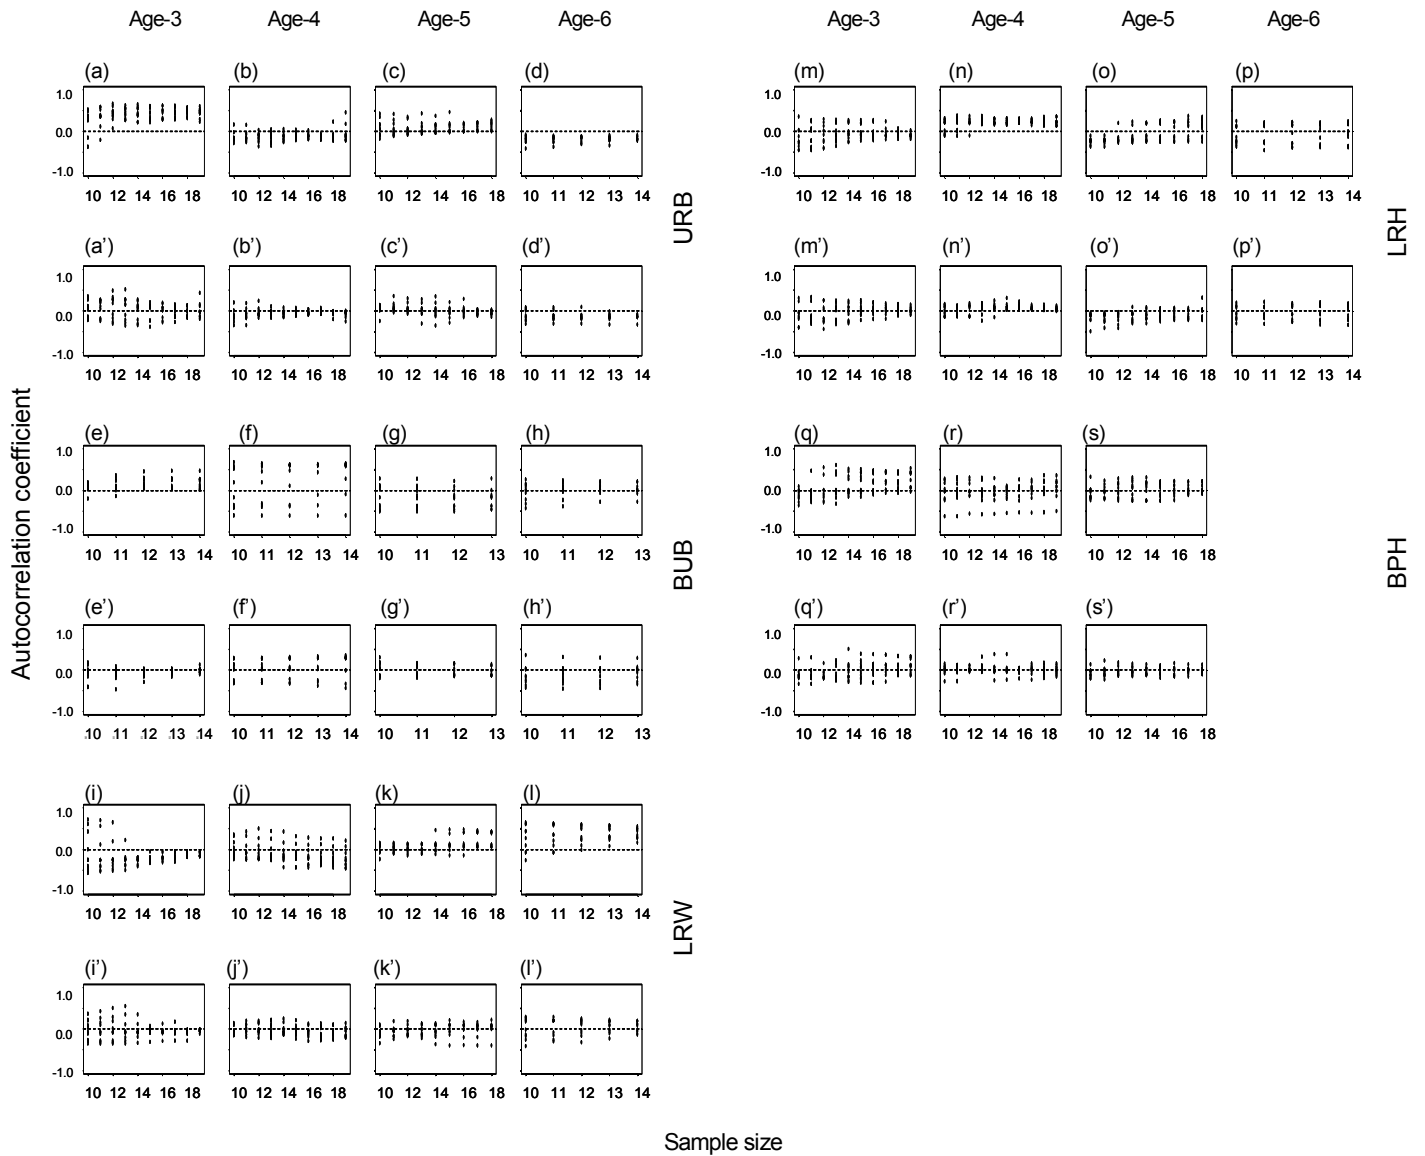 Age-3 Age-4 Age-5 Age-6 Age-3 Age-4 Age-5 Age-6
(a) (b) (c) (d) (m) (n) (o) (p)
1.0 1.0
0.0 0.0
-1.0 -1.0
10 12 14 16 18 10 12 14 16 18 10 12 14 16 18 10 11 12 13 14 10 12 14 16 18 10 12 14 16 18 10 12 14 16 18 10 11 12 13 14
URB LRH
(a’) (b’) (c’) (d’) (m’) (n’) (o’) (p’)
1.0 1.0
0.0 0.0
-1.0 -1.0
10 12 14 16 18 10 12 14 16 18 10 12 14 16 18 10 11 12 13 14 10 12 14 16 18 10 12 14 16 18 10 12 14 16 18 10 11 12 13 14
Autocorrelation coefficient
(e) (f) (g) (h) (q) (r) (s)
1.0 1.0
0.0 0.0
-1.0 -1.0
10 11 12 13 14 10 11 12 13 14 10 11 12 13 10 11 12 13 10 12 14 16 18 10 12 14 16 18 10 12 14 16 18
BUB BPH
(e’) (f’) (g’) (h’) (q’) (r’) (s’)
1.0 1.0
0.0 0.0
-1.0 -1.0
10 11 12 13 14 10 11 12 13 14 10 11 12 13 10 11 12 13 10 12 14 16 18 10 12 14 16 18 10 12 14 16 18
(i) (j) (k) (l)
1.0
0.0
-1.0
10 12 14 16 18 10 12 14 16 18 10 12 14 16 18 10 11 12 13 14
LRW
(i’) (j’) (k’) (l’)
1.0
0.0
-1.0
10 12 14 16 18 10 12 14 16 18 10 12 14 16 18 10 11 12 13 14
Sample size